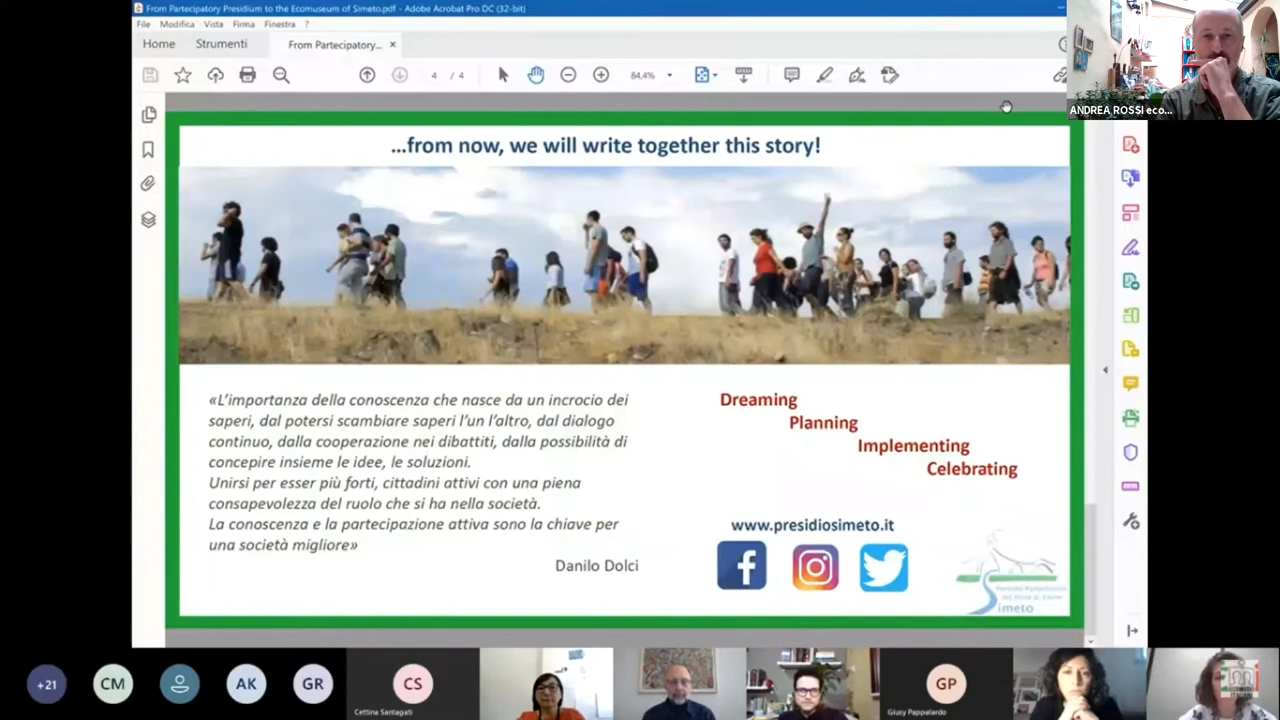 From Partecipatory Presidium to the Ecomuseum of Simeto.pdf - Adobe Acrobat Pro DC (32-bit)
File Modifica Vista Firma Finestra ?
Home Strumenti From Partecipatory... ×
/ 4 84,4%
ANDREA ROSSI eco...
...from now, we will write together this story!
«L'importanza della conoscenza che nasce da un incrocio dei
saperi, dal potersi scambiare saperi l'un l'altro, dal dialogo
continuo, dalla cooperazione nei dibattiti, dalla possibilità di
concepire insieme le idee, le soluzioni.
Unirsi per esser più forti, cittadini attivi con una piena
consapevolezza del ruolo che si ha nella società.
La conoscenza e la partecipazione attiva sono la chiave per
una società migliore»
Danilo Dolci
Dreaming
Planning
Implementing
Celebrating
www.presidiosimeto.it
Simeto
+21 CM AK GR CS GP
Cettina Santagati
Giusy Pappalardo